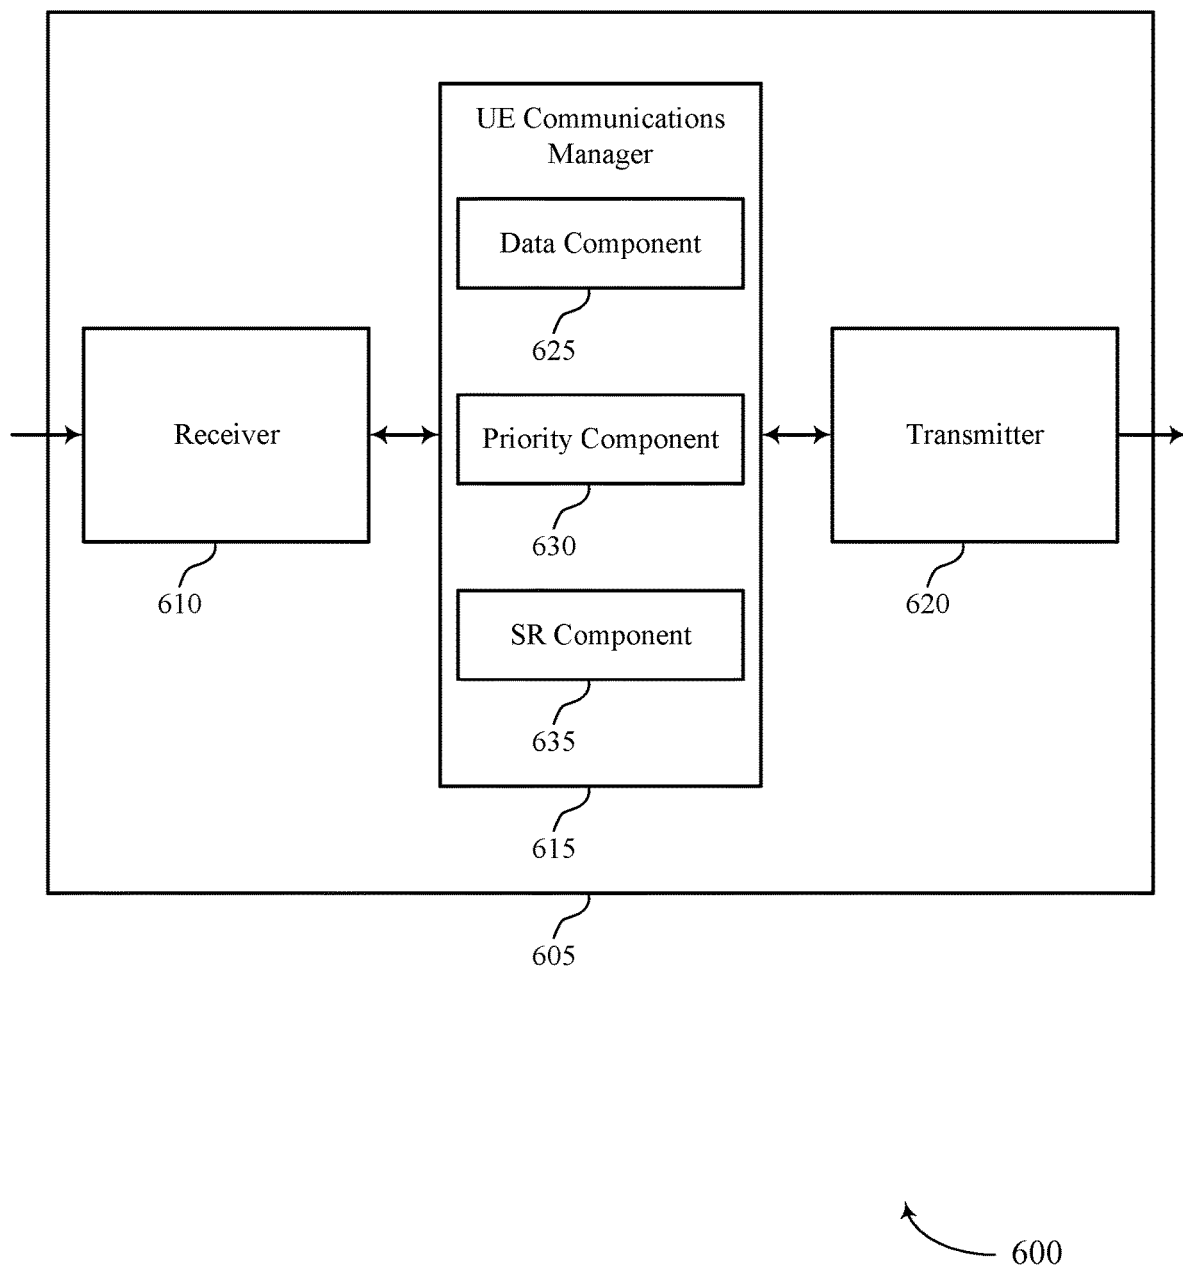 UE Communications
Manager
Data Component
625
Receiver
Priority Component
Transmitter
630
610
620
SR Component
635
615
605
600